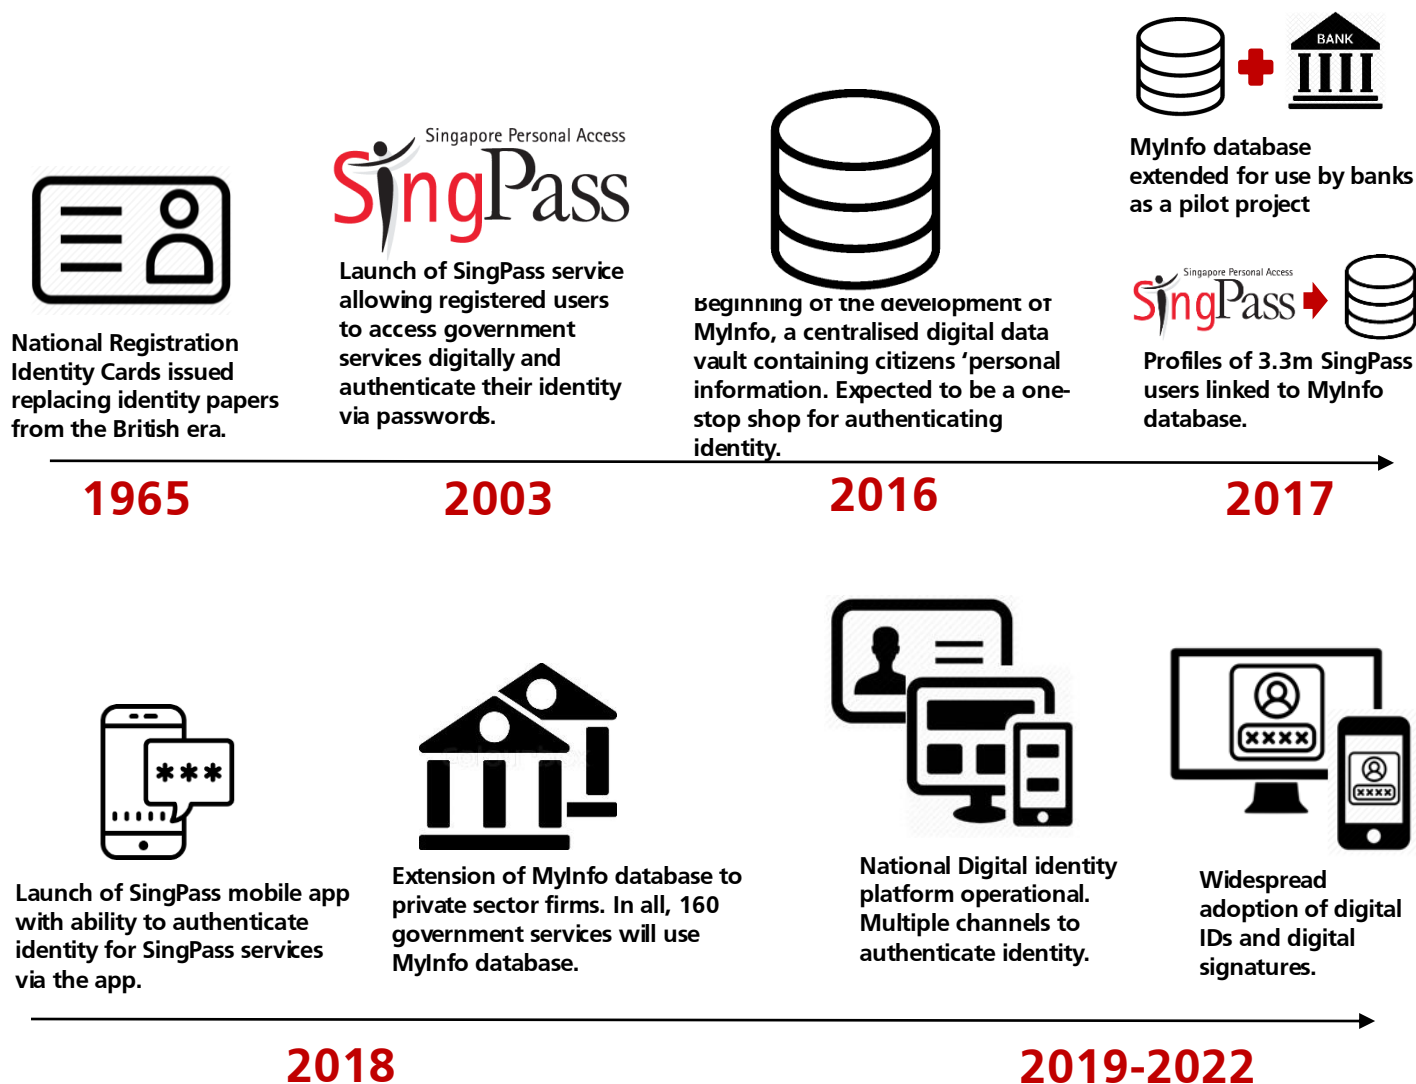 National Registration
Identity Cards issued
replacing identity papers
from the British era.
1965
Singapore Personal Access
SingPass
Launch of SingPass service
allowing registered users
to access government
services digitally and
authenticate their identity
via passwords.
2003
Beginning of the development of
MyInfo, a centralised digital data
vault containing citizens ‘personal
information. Expected to be a one-
stop shop for authenticating
identity.
2016
BANK
MyInfo database
extended for use by banks
as a pilot project
Singapore Personal Access
SingPass
Profiles of 3.3m SingPass
users linked to MyInfo
database.
2017
***
Launch of SingPass mobile app
with ability to authenticate
identity for SingPass services
via the app.
Extension of MyInfo database to
private sector firms. In all, 160
government services will use
MyInfo database.
2018
National Digital identity
platform operational.
Multiple channels to
authenticate identity.
xxxx
xxxx
Widespread
adoption of digital
IDs and digital
signatures.
2019-2022